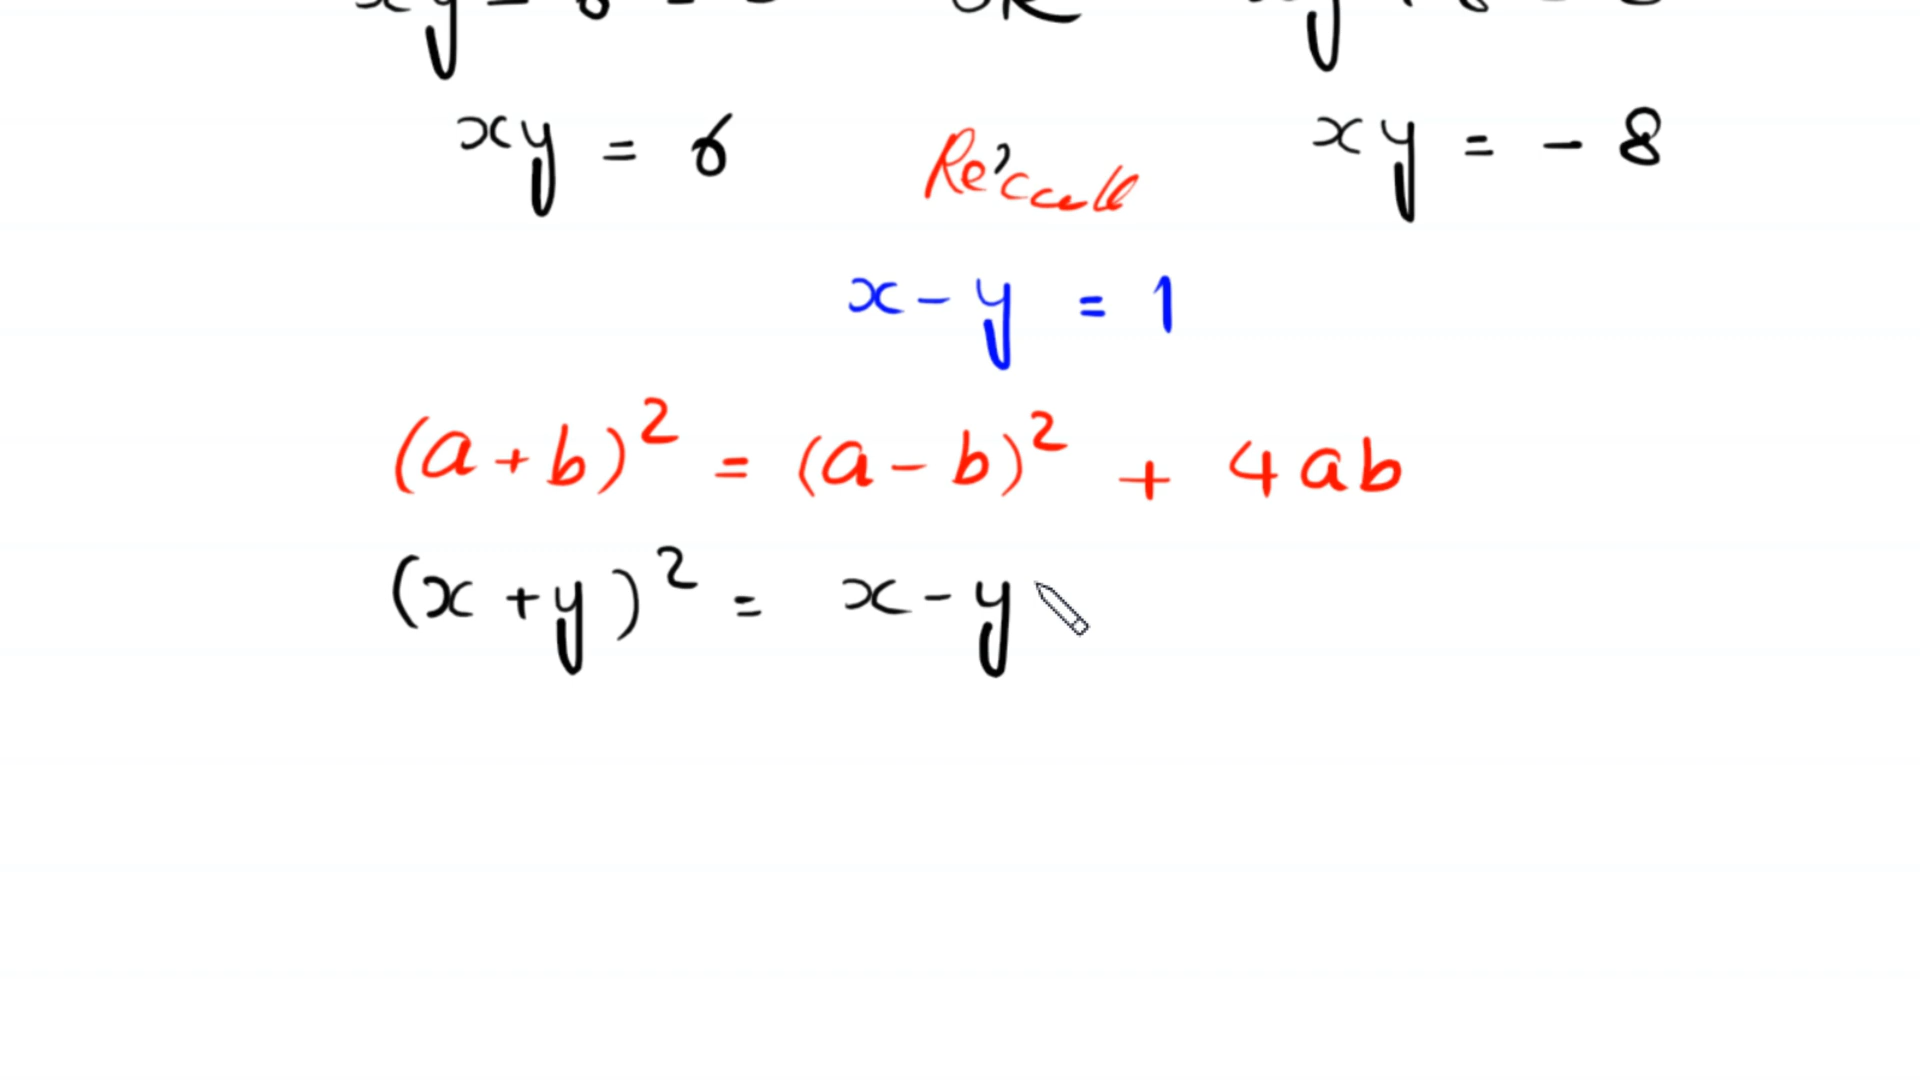 xy = 6 Recall xy = - 8
x - y = 1
(a + b)² = (a - b)² + 4ab
(x + y)² = x - y